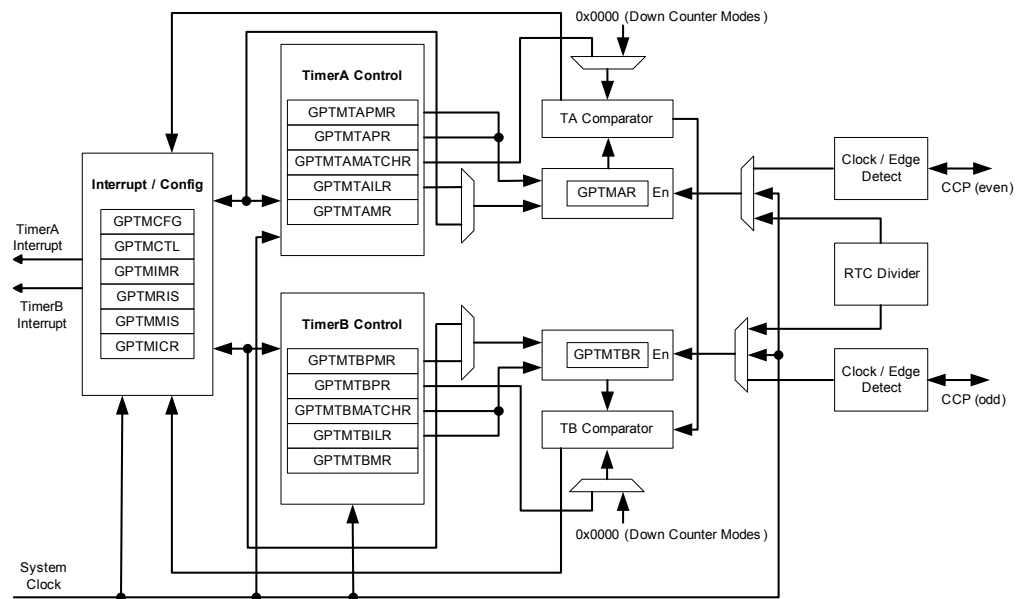 0x0000 (Down Counter Modes)
TimerA Control
GPTMTAPMR
GPTMTAPR
GPTMTAMATCHR
GPTMTAILR
GPTMTAMR
TA Comparator
GPTMAR
En
Clock / Edge
Detect
CCP (even)
Interrupt / Config
GPTMCFG
GPTMCTL
GPTMIMR
GPTMRIS
GPTMMIS
GPTMICR
TimerA
Interrupt
TimerB
Interrupt
RTC Divider
TimerB Control
GPTMTBPMR
GPTMTBPR
GPTMTBMATCHR
GPTMTBILR
GPTMTBMR
GPTMTBR
En
TB Comparator
Clock / Edge
Detect
CCP (odd)
0x0000 (Down Counter Modes)
System
Clock